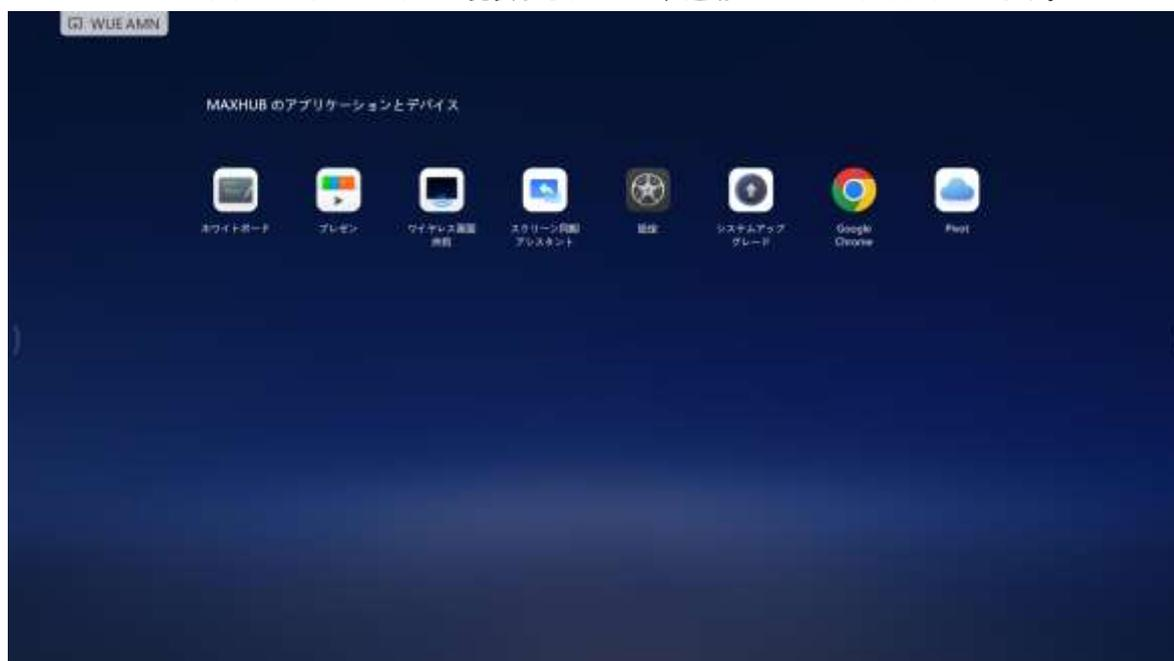 WUE AMN
MAXHUB のアプリケーションとデバイス
ホワイトボード
プレゼン
ワイヤレス画面
共有
スクリーン同期
アシスタント
設定
システムアップ
グレード
Google
Chrome
Pivot